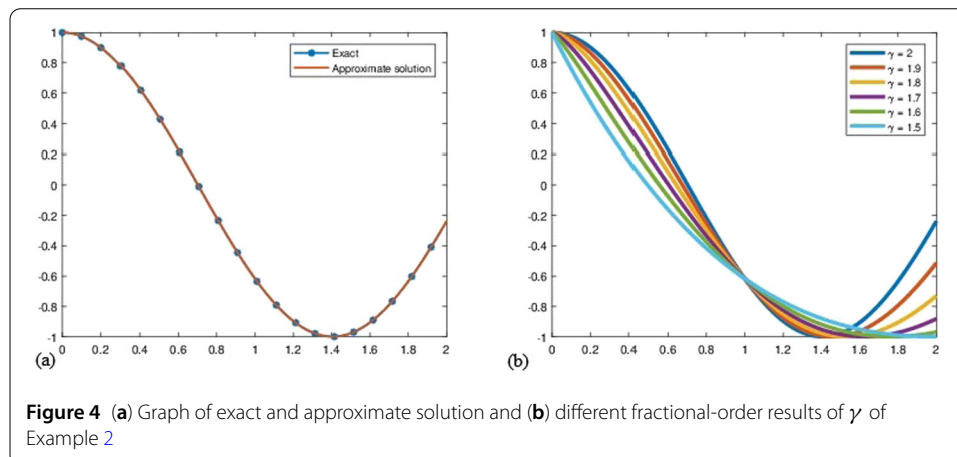 1
0.8
0.6
0.4
0.2
0
-0.2
-0.4
-0.6
-0.8
-1
0 0.2 0.4 0.6 0.8 1 1.2 1.4 1.6 1.8 2
Exact
Approximate solution
(a)
1
0.8
0.6
0.4
0.2
0
-0.2
-0.4
-0.6
-0.8
-1
0 0.2 0.4 0.6 0.8 1 1.2 1.4 1.6 1.8 2
γ = 2
γ = 1.9
γ = 1.8
γ = 1.7
γ = 1.6
γ = 1.5
(b)
Figure 4 (a) Graph of exact and approximate solution and (b) different fractional-order results of γ of
Example 2